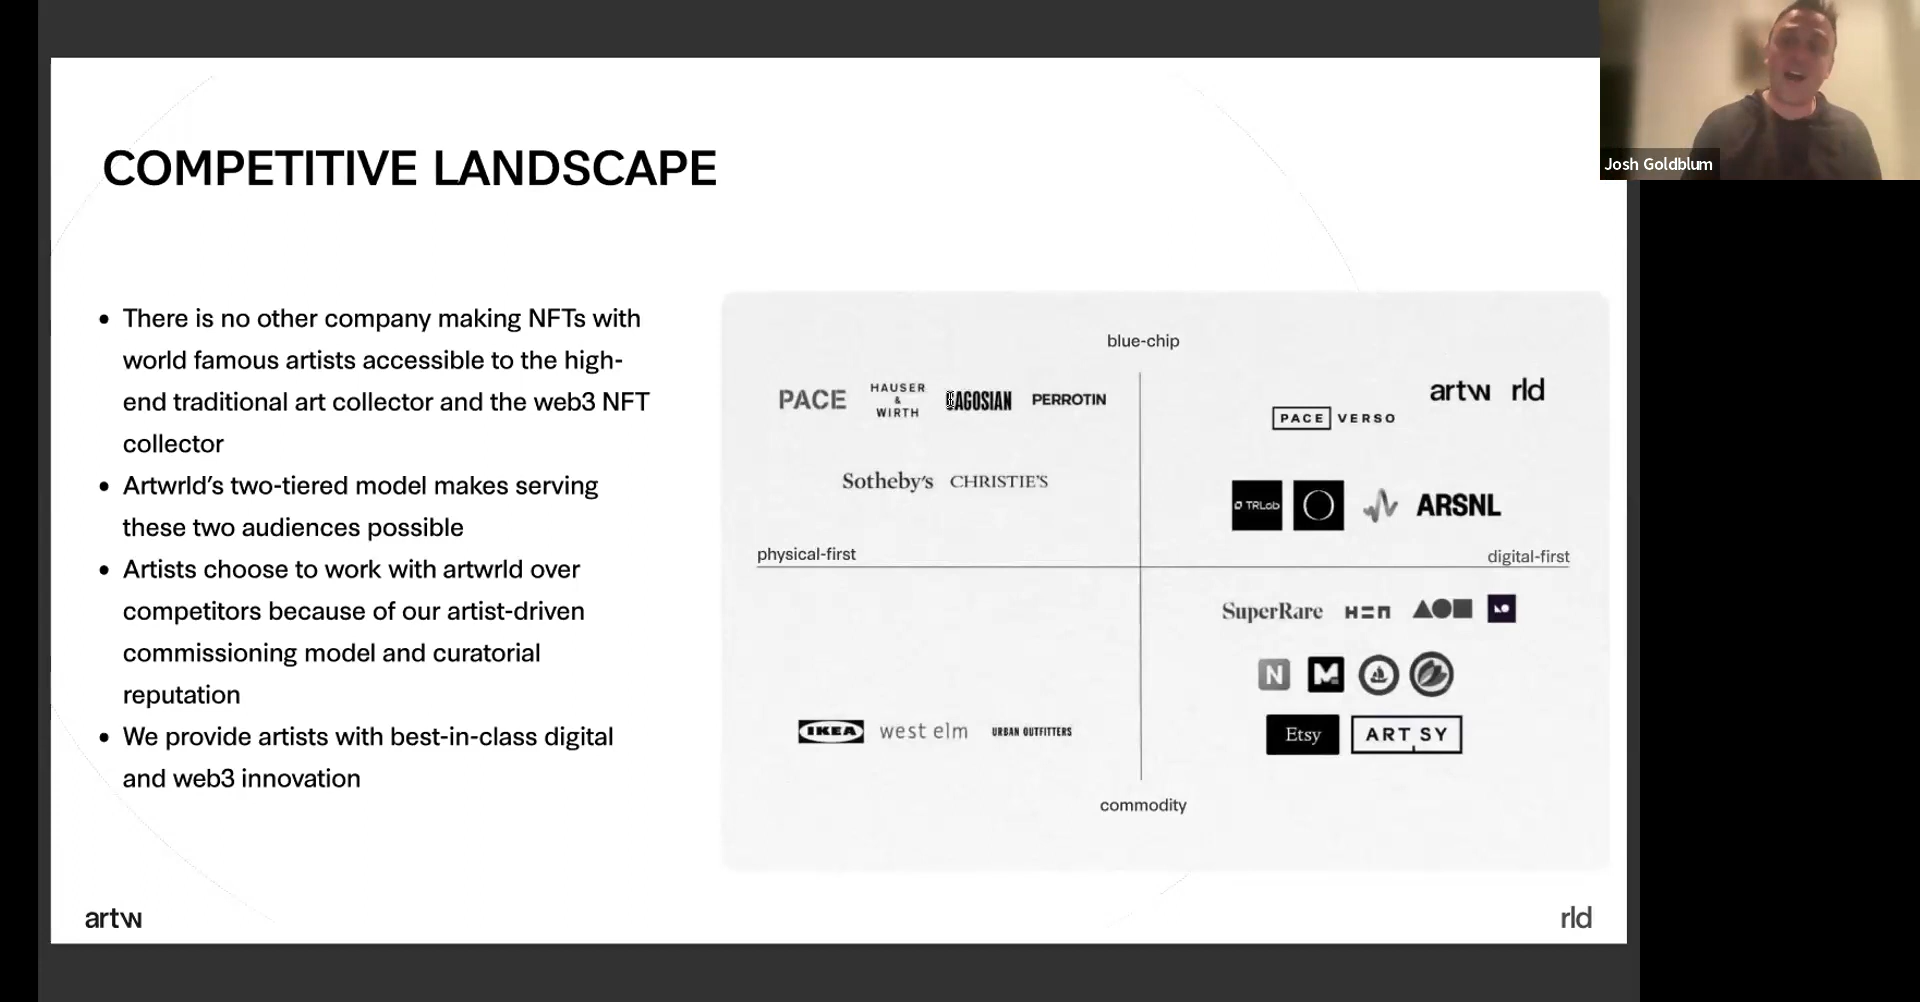 Josh Goldblum
COMPETITIVE LANDSCAPE
• There is no other company making NFTs with
world famous artists accessible to the high-
end traditional art collector and the web3 NFT
collector
• Artwrld’s two-tiered model makes serving
these two audiences possible
• Artists choose to work with artwrld over
competitors because of our artist-driven
commissioning model and curatorial
reputation
• We provide artists with best-in-class digital
and web3 innovation
blue-chip
PACE
HAUSER
&
WIRTH
GAGOSIAN
PERROTIN
artw rld
PACE VERSO
Sotheby's
CHRISTIE'S
TRLab
ARSNL
physical-first
digital-first
SuperRare
N
M
IKEA
west elm
URBAN OUTFITTERS
Etsy
ARTSY
commodity
artw
rld